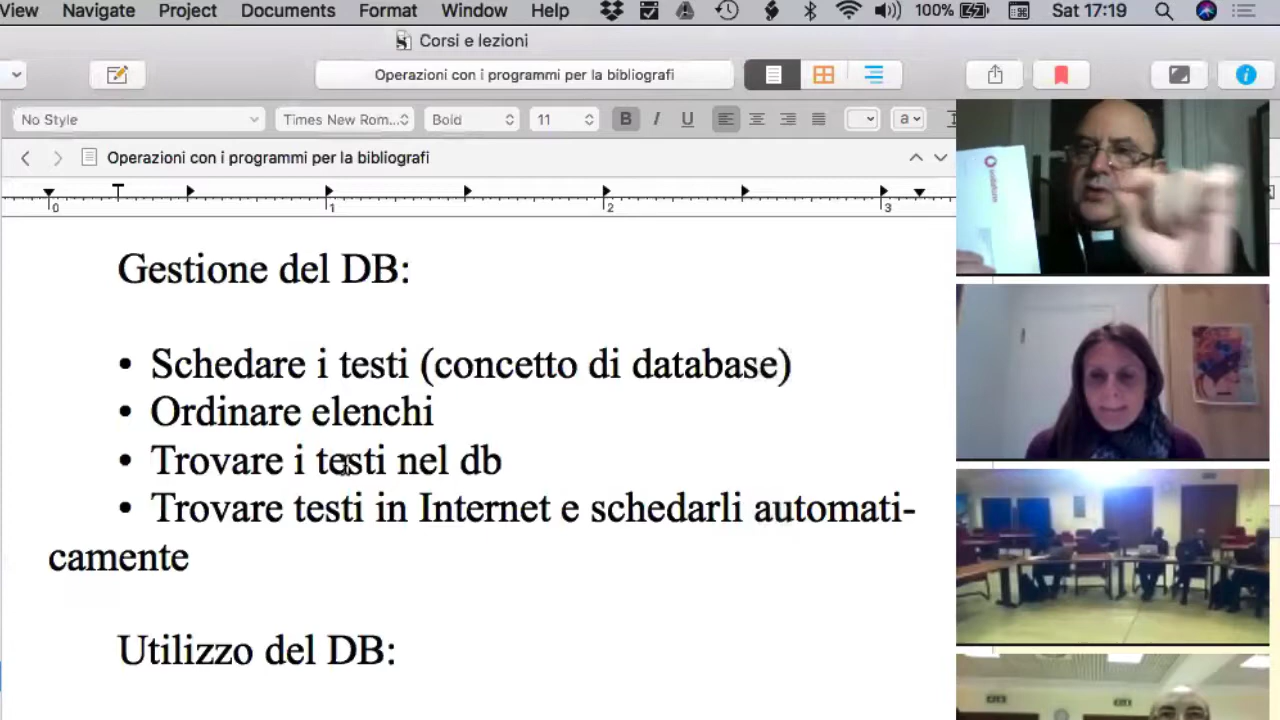 View Navigate Project Documents Format Window Help 100% Sat 17:19
Corsi e lezioni
Operazioni con i programmi per la bibliografi
No Style Times New Rom... Bold 11 B I U a
Operazioni con i programmi per la bibliografi
0 1 2 3
vodafone
Gestione del DB:
• Schedare i testi (concetto di database)
• Ordinare elenchi
• Trovare i testi nel db
• Trovare testi in Internet e schedarli automati-
camente
Utilizzo del DB: